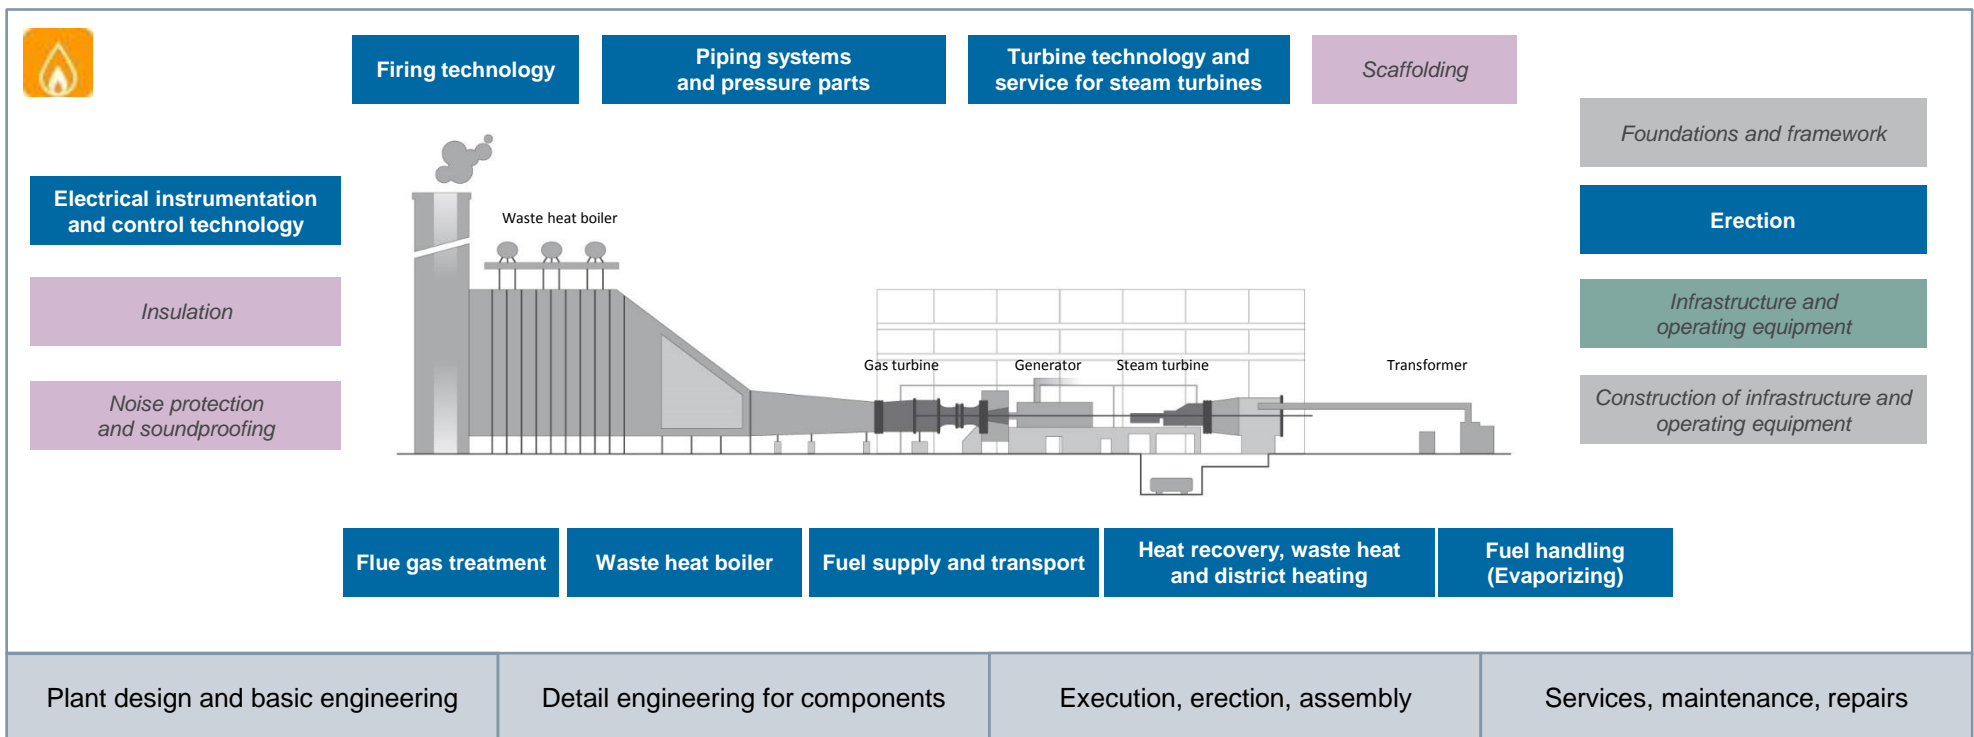 Firing technology
Piping systems
and pressure parts
Turbine technology and
service for steam turbines
Scaffolding
Foundations and framework
Electrical instrumentation
and control technology
Erection
Waste heat boiler
Insulation
Infrastructure and
operating equipment
Gas turbine
Generator
Steam turbine
Transformer
Noise protection
and soundproofing
Construction of infrastructure and
operating equipment
Flue gas treatment
Waste heat boiler
Fuel supply and transport
Heat recovery, waste heat
and district heating
Fuel handling
(Evaporizing)
Plant design and basic engineering
Detail engineering for components
Execution, erection, assembly
Services, maintenance, repairs